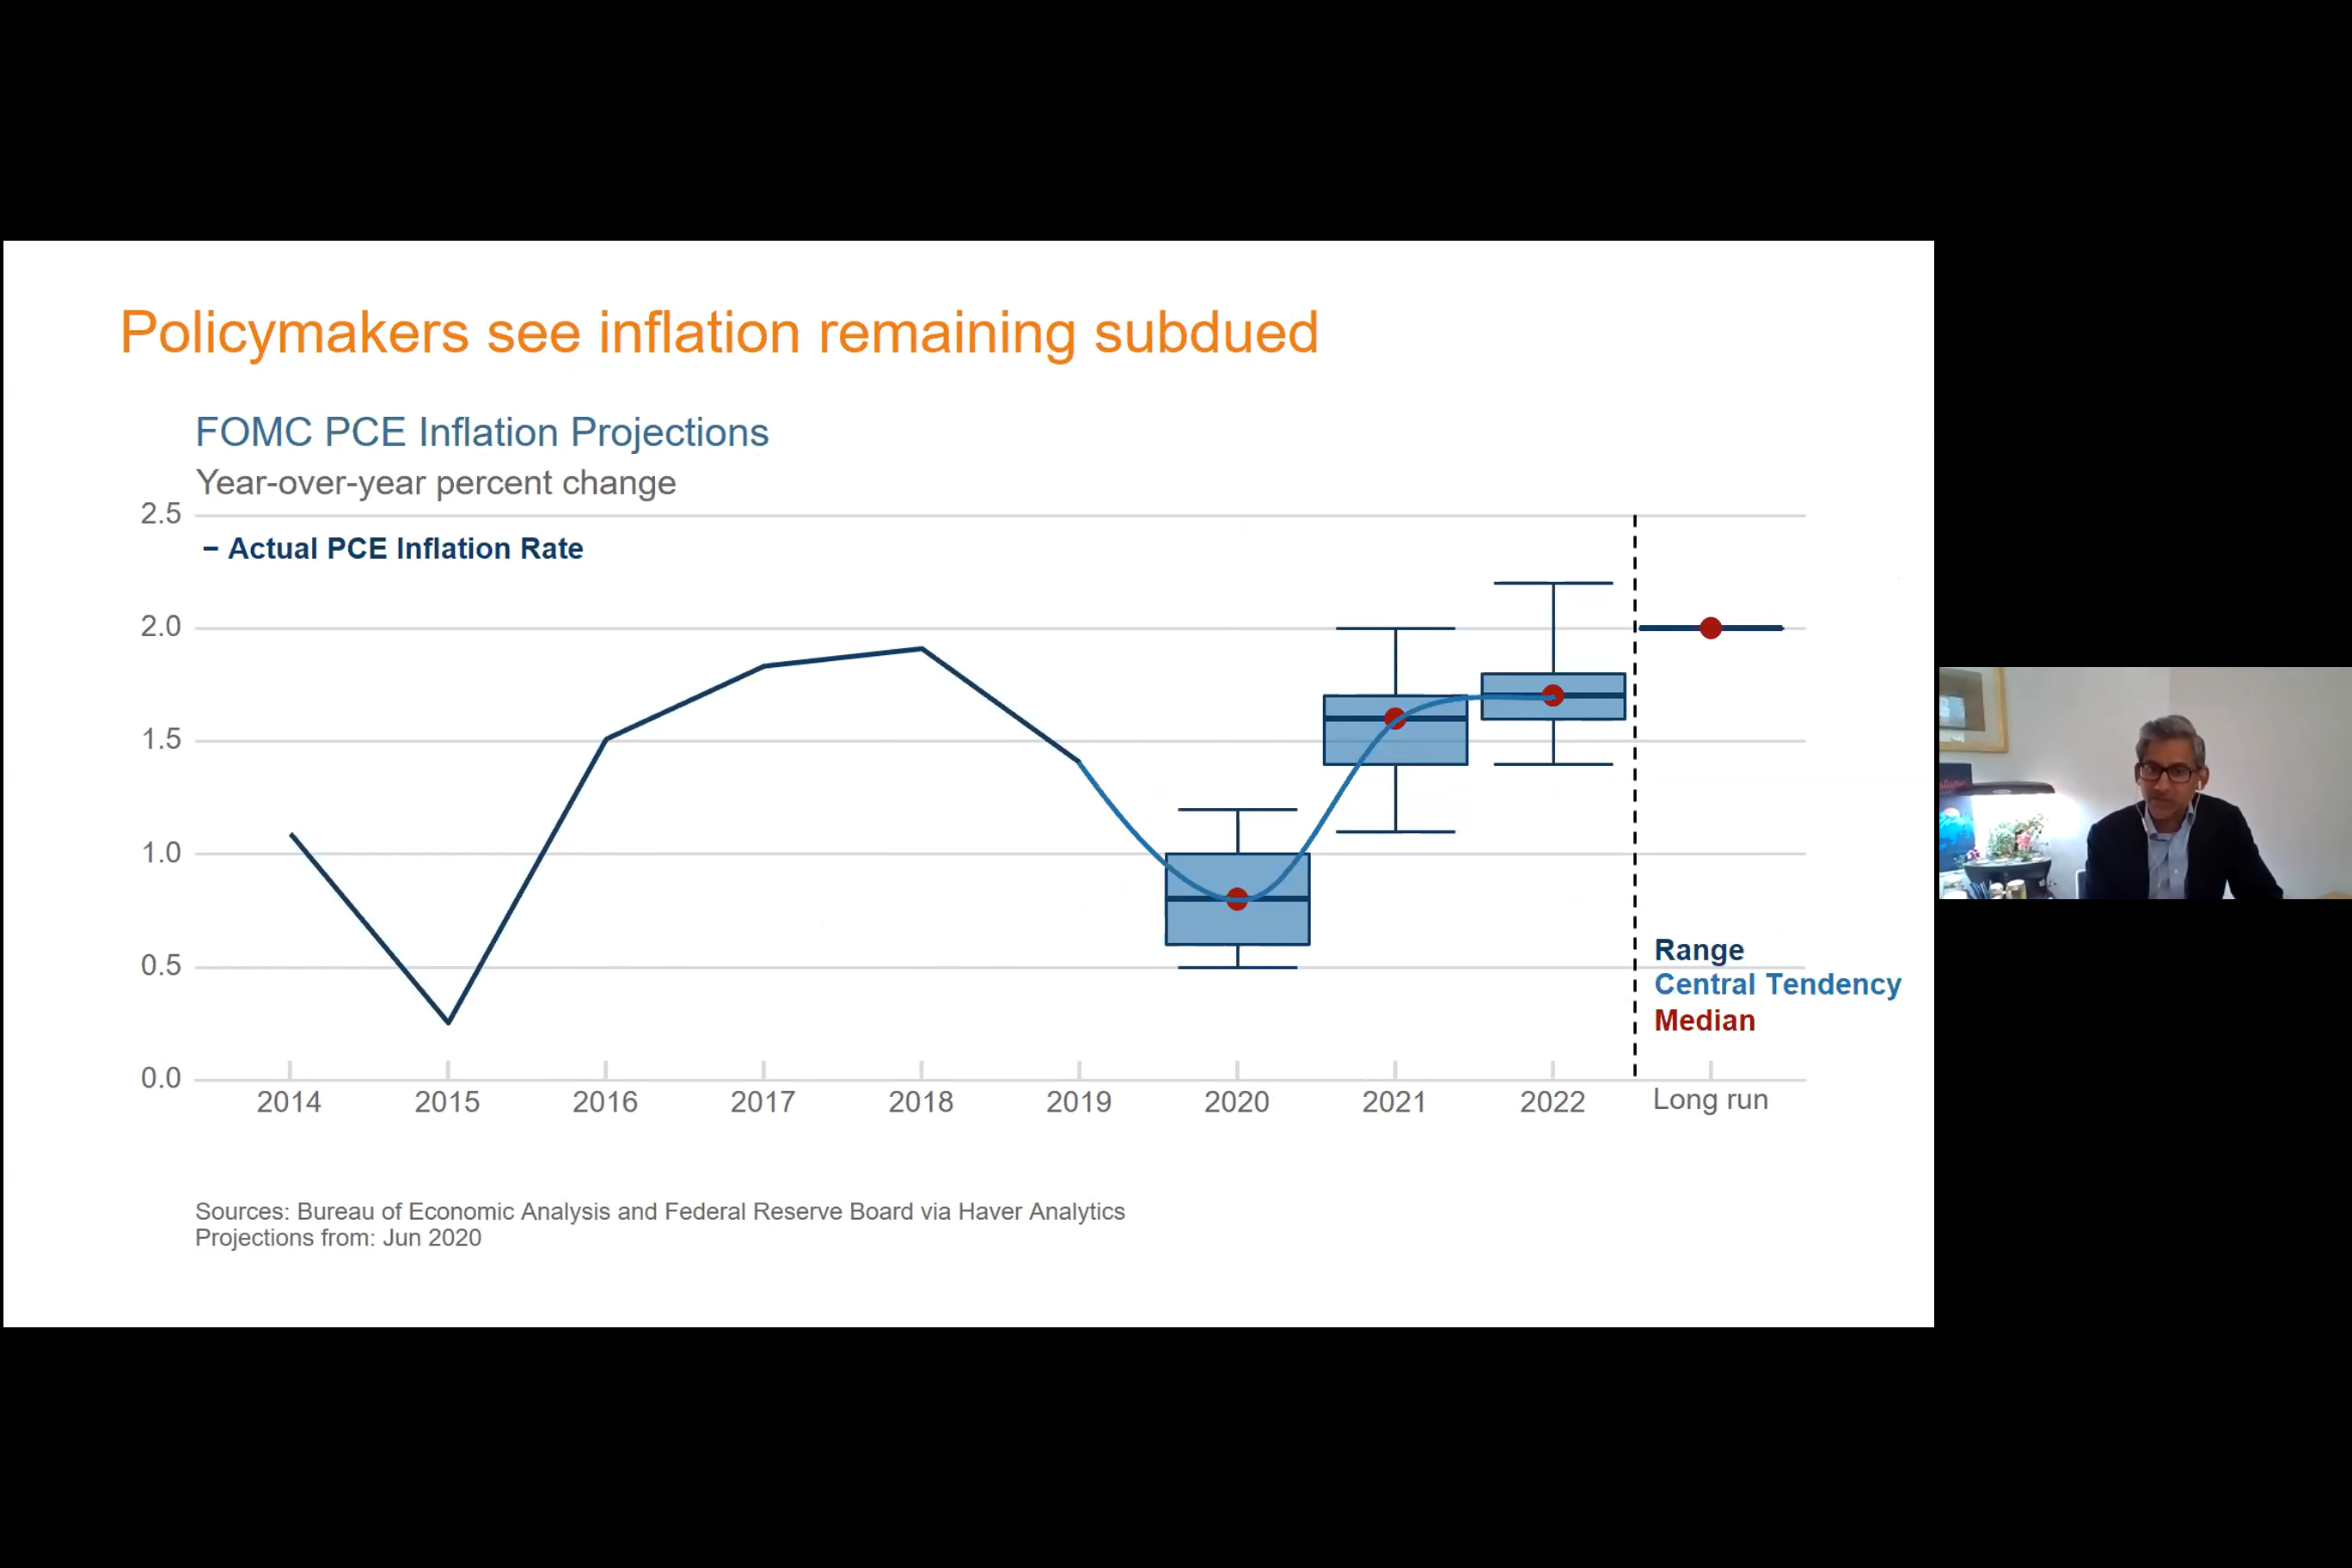 Policymakers see inflation remaining subdued
FOMC PCE Inflation Projections
Year-over-year percent change
2.5
– Actual PCE Inflation Rate
2.0
1.5
1.0
0.5
0.0
Range
Central Tendency
Median
2014 2015 2016 2017 2018 2019 2020 2021 2022 Long run
Sources: Bureau of Economic Analysis and Federal Reserve Board via Haver Analytics
Projections from: Jun 2020